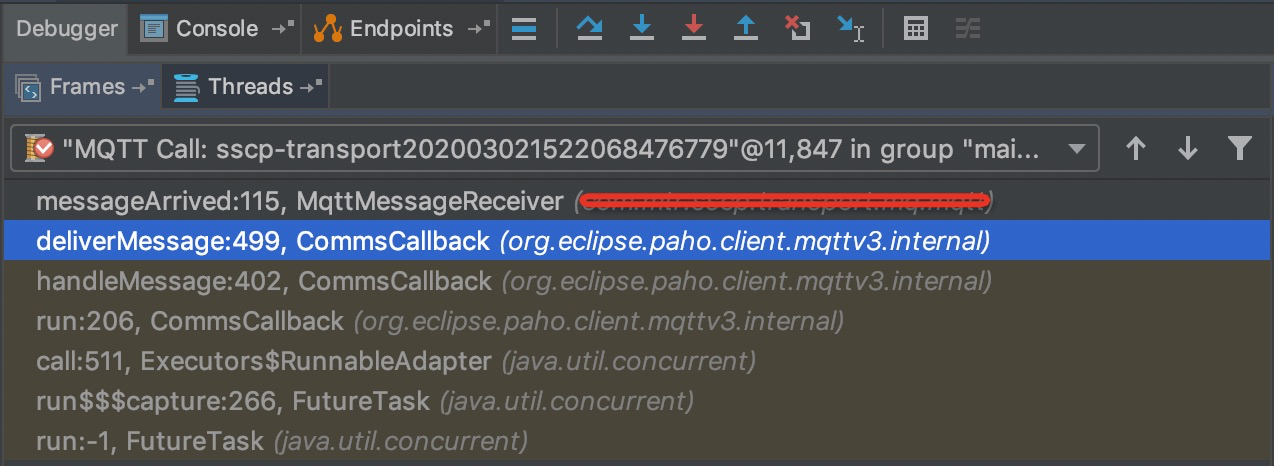 Debugger Console Endpoints
Frames Threads
"MQTT Call: sscp-transport202003021522068476779"@11,847 in group "mai...
messageArrived:115, MqttMessageReceiver
deliverMessage:499, CommsCallback (org.eclipse.paho.client.mqttv3.internal)
handleMessage:402, CommsCallback (org.eclipse.paho.client.mqttv3.internal)
run:206, CommsCallback (org.eclipse.paho.client.mqttv3.internal)
call:511, Executors$RunnableAdapter (java.util.concurrent)
run$$$capture:266, FutureTask (java.util.concurrent)
run:-1, FutureTask (java.util.concurrent)